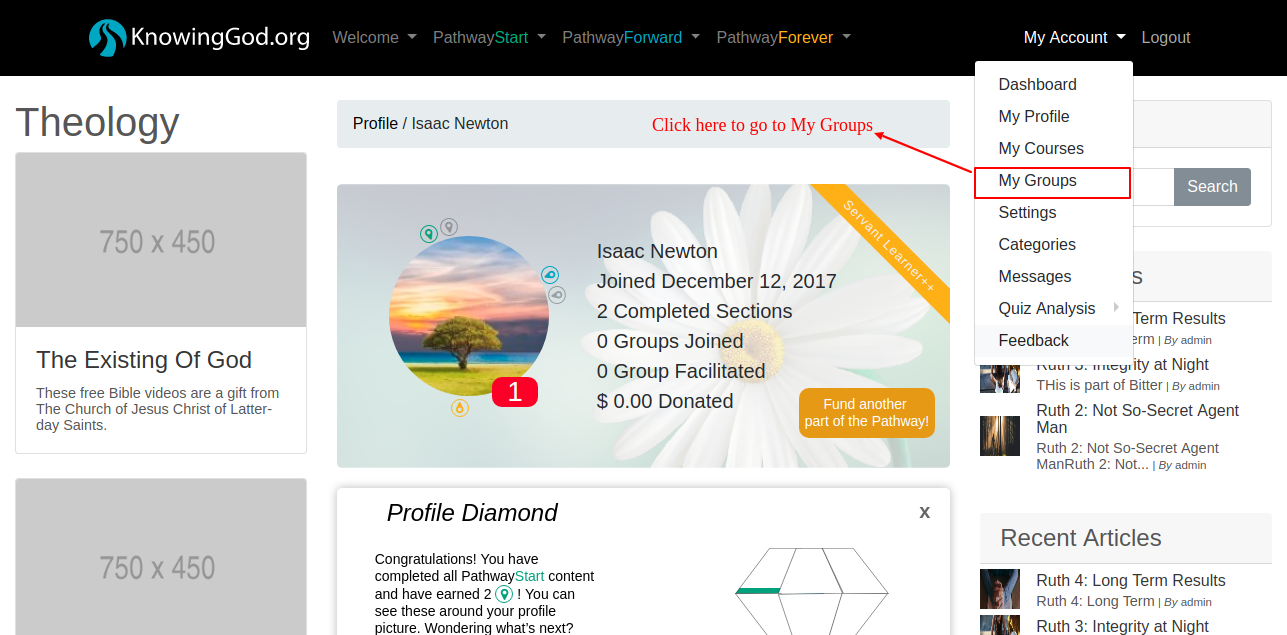 KnowingGod.org
Welcome
PathwayStart
PathwayForward
PathwayForever
My Account
Logout
Dashboard
My Profile
My Courses
My Groups
Settings
Categories
Messages
Quiz Analysis
Feedback
Theology
750 x 450
The Existing Of God
These free Bible videos are a gift from
The Church of Jesus Christ of Latter-
day Saints.
750 x 450
Profile / Isaac Newton
Click here to go to My Groups
Servant Learner++
Isaac Newton
Joined December 12, 2017
2 Completed Sections
0 Groups Joined
0 Group Facilitated
$ 0.00 Donated
1
Fund another
part of the Pathway!
Profile Diamond
x
Congratulations! You have
completed all PathwayStart content
and have earned 2 ! You can
see these around your profile
picture. Wondering what's next?
Search
s
Term Results
erm | By admin
Ruth 3: Integrity at Night
THis is part of Bitter | By admin
Ruth 2: Not So-Secret Agent
Man
Ruth 2: Not So-Secret Agent
ManRuth 2: Not... | By admin
Recent Articles
Ruth 4: Long Term Results
Ruth 4: Long Term | By admin
Ruth 3: Integrity at Night